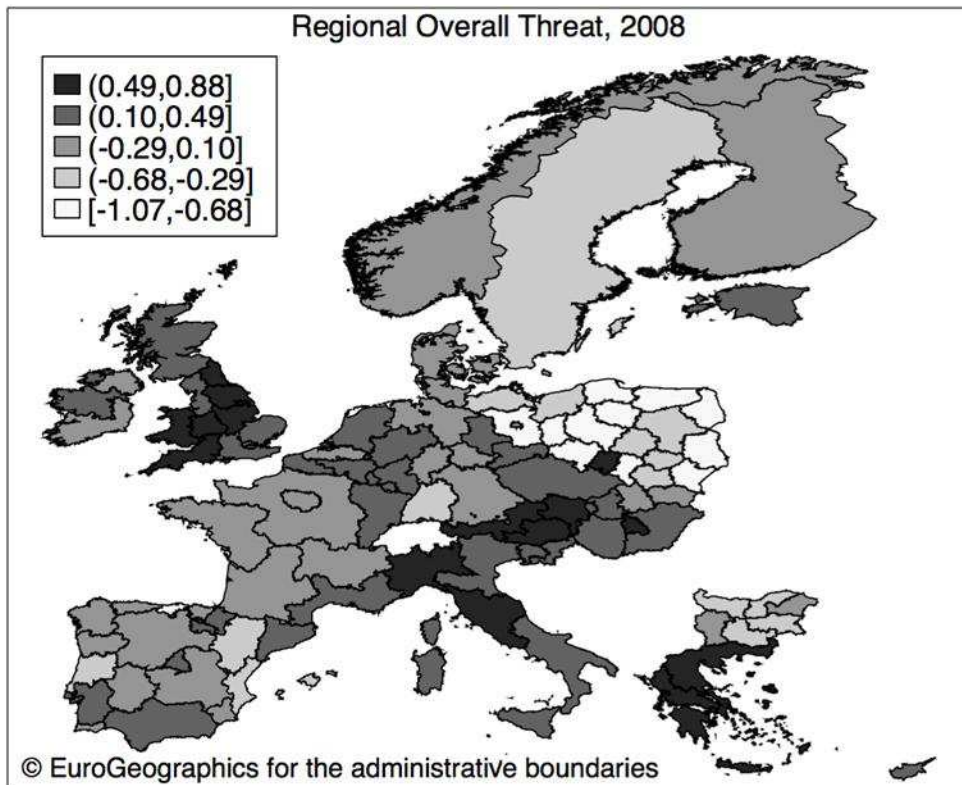 Regional Overall Threat, 2008
(0.49,0.88]
(0.10,0.49]
(-0.29,0.10]
(-0.68,-0.29]
[-1.07,-0.68]
© EuroGeographics for the administrative boundaries